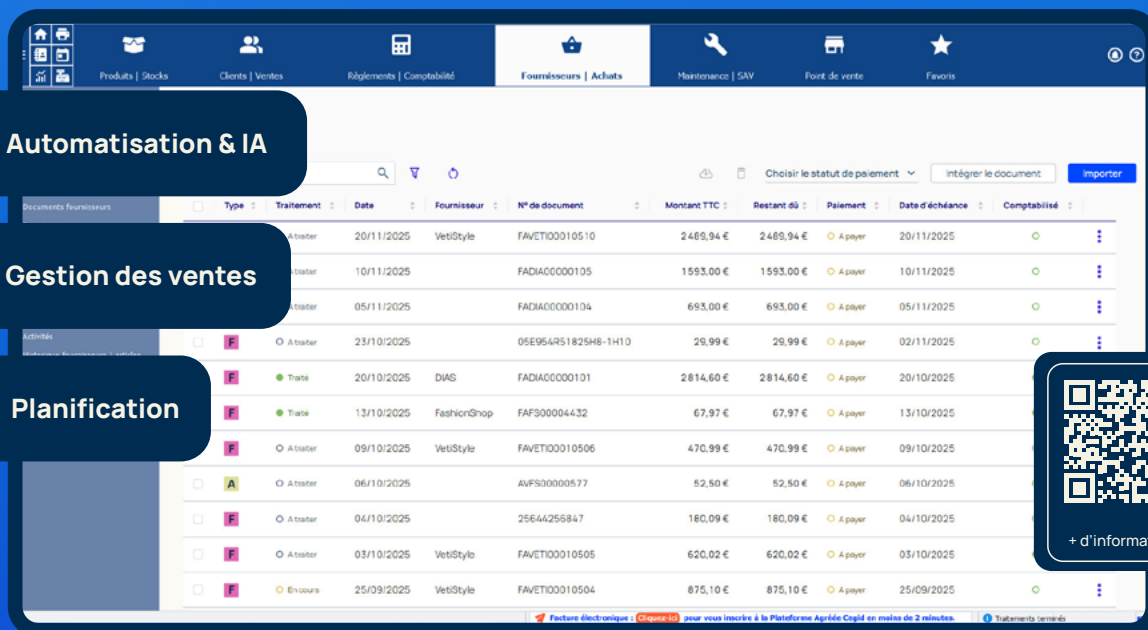 Produits | Stocks
Clients | Ventes
Règlements | Comptabilité
Fournisseurs | Achats
Maintenance | SAV
Point de vente
Favoris
Automatisation & IA
Choisir le statut de paiement
Intégrer le document
Importer
Documents fournisseurs
Type Traitement Date Fournisseur N° de document Montant TTC Restant dû Paiement Date d'échéance Comptabilisé
A traiter 20/11/2025 VetiStyle FAVETI00010510 2489,94 € 2489,94 € A payer 20/11/2025
Gestion des ventes
10/11/2025 FADIA00000105 1593,00 € 1593,00 € A payer 10/11/2025
05/11/2025 FADIA00000104 693,00 € 693,00 € A payer 05/11/2025
Activités
Historique fournisseurs | articles
F A traiter 23/10/2025 05E954R51825H8-1H10 29,99 € 29,99 € A payer 02/11/2025
F Traité 20/10/2025 DIAS FADIA00000101 2814,60 € 2814,60 € A payer 20/10/2025
Planification
F Traité 13/10/2025 FashionShop FAFS00004432 67,97 € 67,97 € A payer 13/10/2025
F A traiter 09/10/2025 VetiStyle FAVETI00010506 470,99 € 470,99 € A payer 09/10/2025
A A traiter 06/10/2025 AVFS00000577 52,50 € 52,50 € A payer 06/10/2025
F A traiter 04/10/2025 25644256847 180,09 € 180,09 € A payer 04/10/2025
+ d'informa
F A traiter 03/10/2025 VetiStyle FAVETI00010505 620,02 € 620,02 € A payer 03/10/2025
F En cours 25/09/2025 VetiStyle FAVETI00010504 875,10 € 875,10 € A payer 25/09/2025
Facture électronique : Cliquez-ici pour vous inscrire à la Plateforme Agréée Cegid en moins de 2 minutes.
Traitements terminés